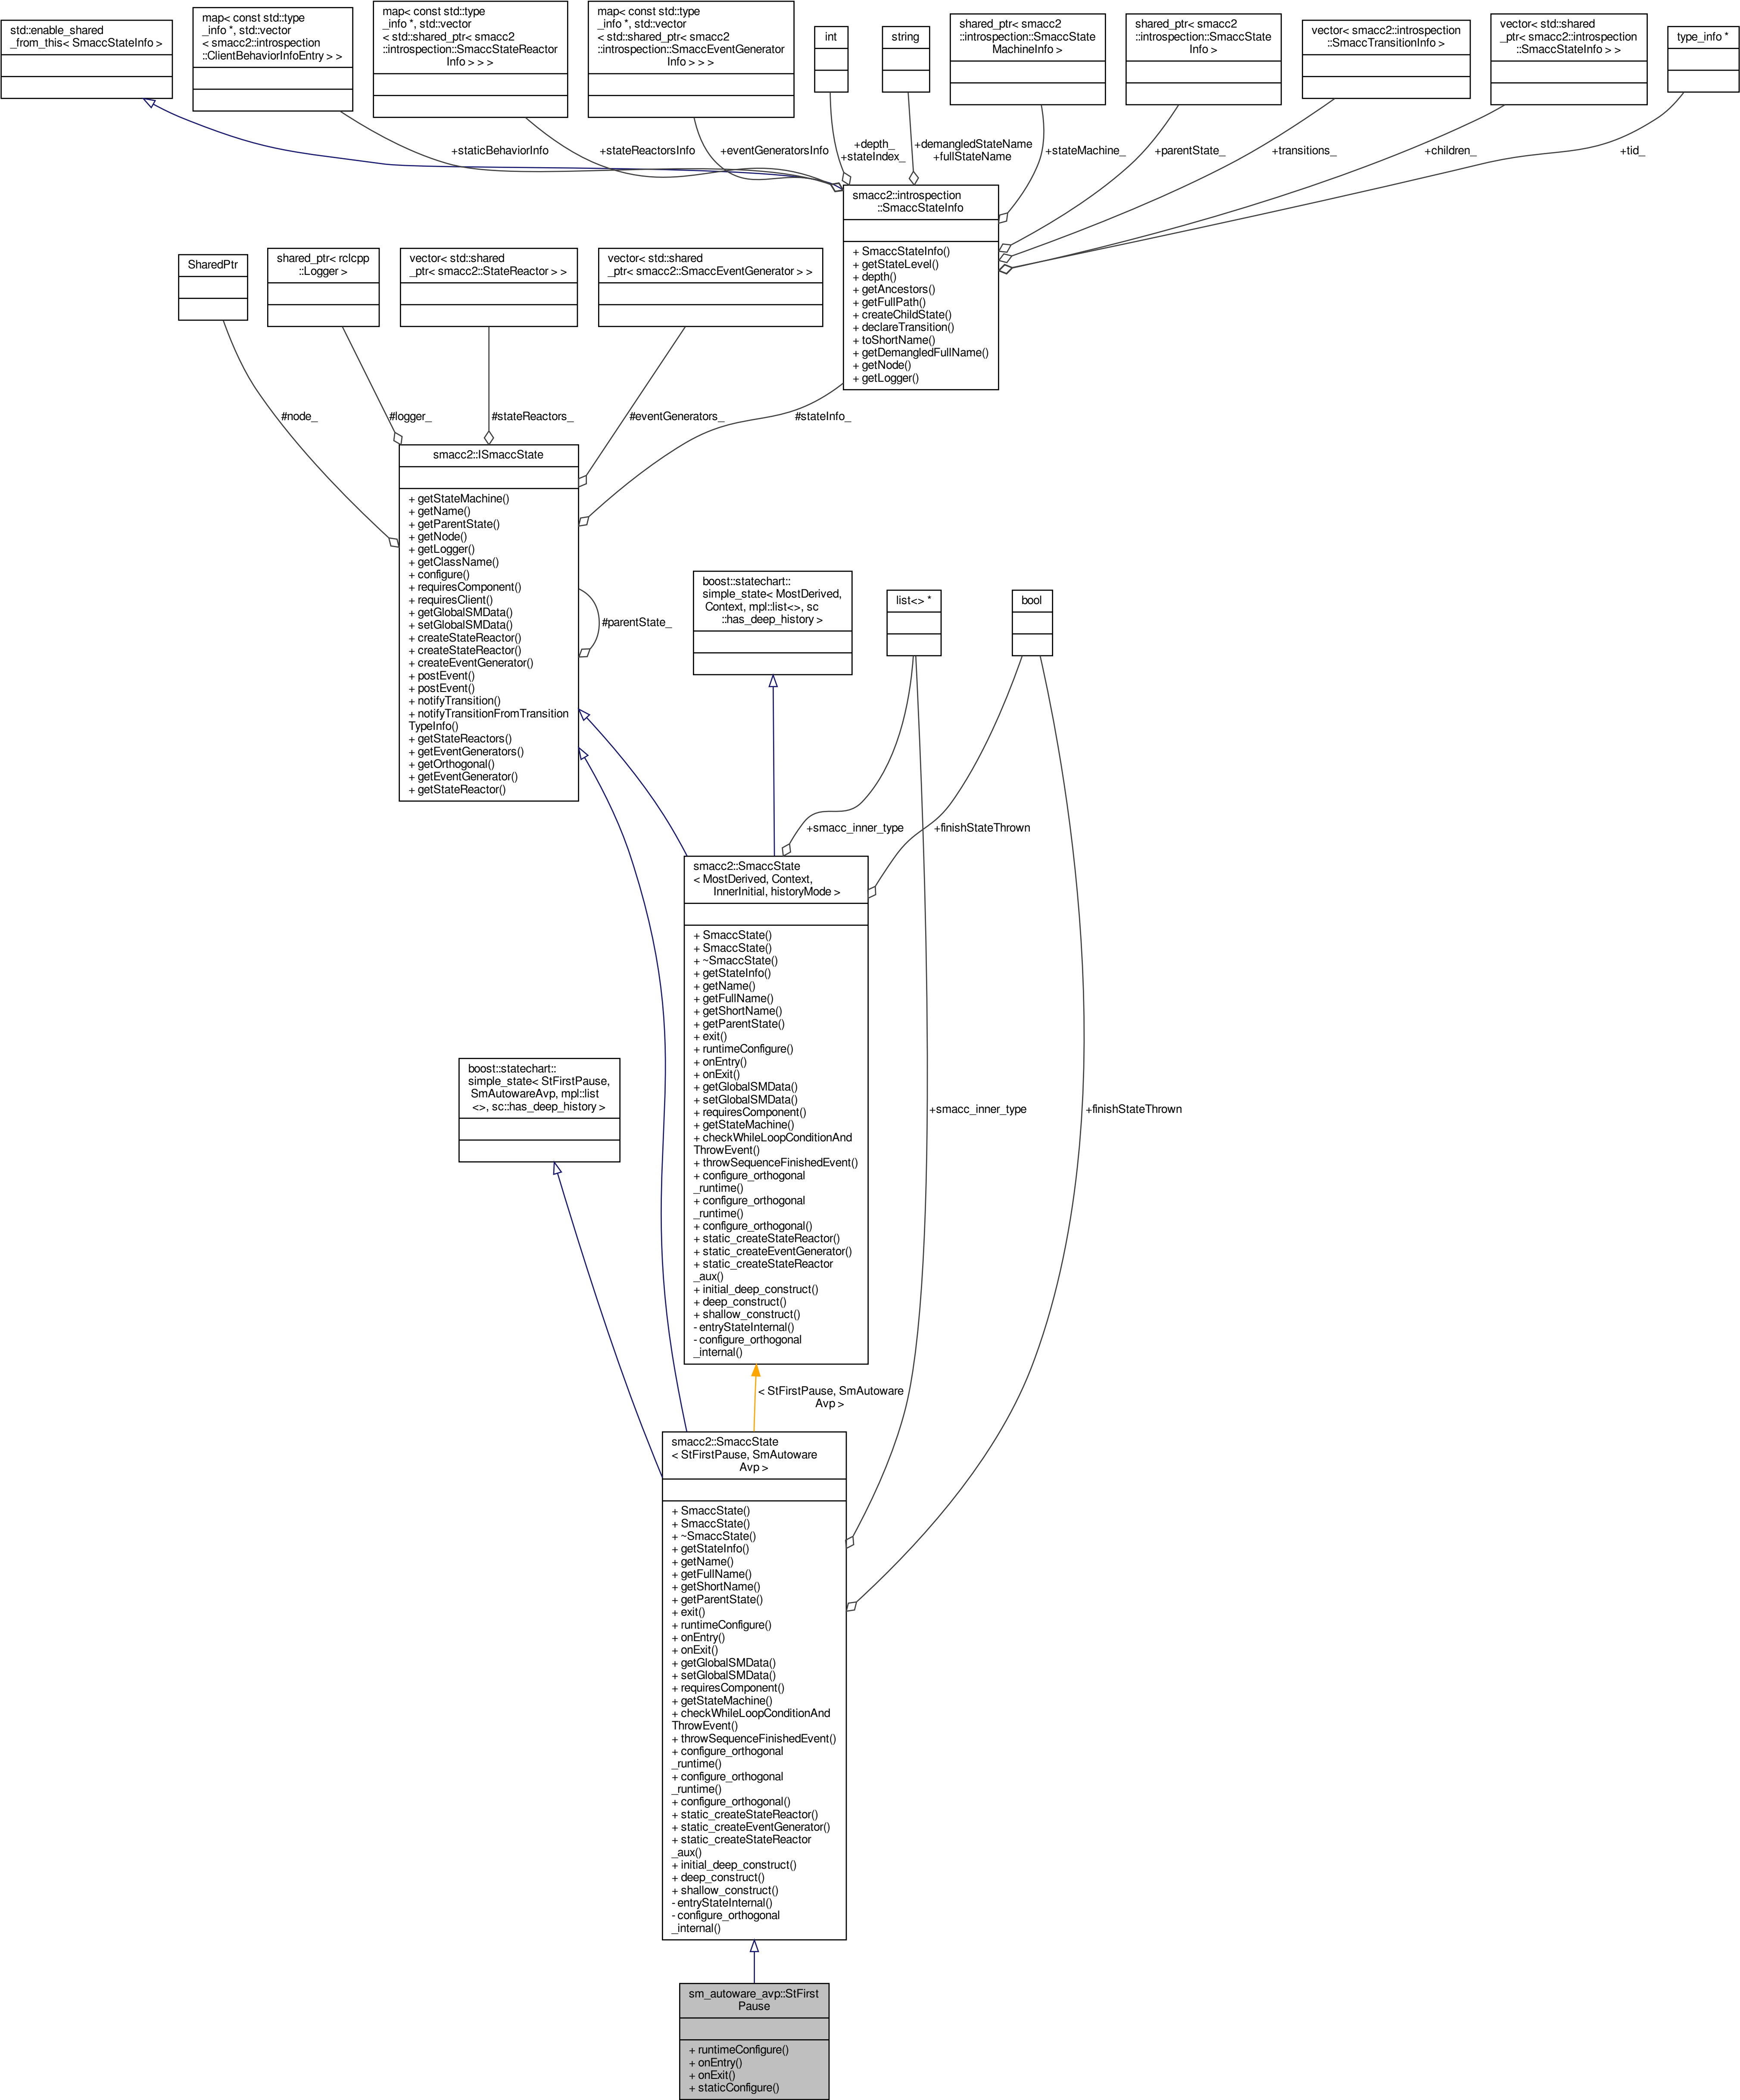 std::enable_shared
_from_this< SmaccStateInfo >
map< const std::type
_info *, std::vector
< smacc2::introspection
::ClientBehaviorInfoEntry > >
map< const std::type
_info *, std::vector
< std::shared_ptr< smacc2
::introspection::SmaccStateReactor
Info > > >
map< const std::type
_info *, std::vector
< std::shared_ptr< smacc2
::introspection::SmaccEventGenerator
Info > > >
int
string
shared_ptr< smacc2
::introspection::SmaccState
MachineInfo >
shared_ptr< smacc2
::introspection::SmaccState
Info >
vector< smacc2::introspection
::SmaccTransitionInfo >
vector< std::shared
_ptr< smacc2::introspection
::SmaccStateInfo > >
type_info *
+staticBehaviorInfo
+stateReactorsInfo
+eventGeneratorsInfo
+depth_
+stateIndex_
+demangledStateName
+fullStateName
+stateMachine_
+parentState_
+transitions_
+children_
+tid_
smacc2::introspection
::SmaccStateInfo
+ SmaccStateInfo()
+ getStateLevel()
+ depth()
+ getAncestors()
+ getFullPath()
+ createChildState()
+ declareTransition()
+ toShortName()
+ getDemangledFullName()
+ getNode()
+ getLogger()
SharedPtr
shared_ptr< rclcpp
::Logger >
vector< std::shared
_ptr< smacc2::StateReactor > >
vector< std::shared
_ptr< smacc2::SmaccEventGenerator > >
#node_
#logger_
#stateReactors_
#eventGenerators_
#stateInfo_
smacc2::ISmaccState
+ getStateMachine()
+ getName()
+ getParentState()
+ getNode()
+ getLogger()
+ getClassName()
+ configure()
+ requiresComponent()
+ requiresClient()
+ getGlobalSMData()
+ setGlobalSMData()
+ createStateReactor()
+ createStateReactor()
+ createEventGenerator()
+ postEvent()
+ postEvent()
+ notifyTransition()
+ notifyTransitionFromTransition
TypeInfo()
+ getStateReactors()
+ getEventGenerators()
+ getOrthogonal()
+ getEventGenerator()
+ getStateReactor()
#parentState_
boost::statechart::
simple_state< MostDerived,
Context, mpl::list<>, sc
::has_deep_history >
list<> *
bool
+smacc_inner_type
+finishStateThrown
smacc2::SmaccState
< MostDerived, Context,
InnerInitial, historyMode >
+ SmaccState()
+ SmaccState()
+ ~SmaccState()
+ getStateInfo()
+ getName()
+ getFullName()
+ getShortName()
+ getParentState()
+ exit()
+ runtimeConfigure()
+ onEntry()
+ onExit()
+ getGlobalSMData()
+ setGlobalSMData()
+ requiresComponent()
+ getStateMachine()
+ checkWhileLoopConditionAnd
ThrowEvent()
+ throwSequenceFinishedEvent()
+ configure_orthogonal
_runtime()
+ configure_orthogonal
_runtime()
+ configure_orthogonal()
+ static_createStateReactor()
+ static_createEventGenerator()
+ static_createStateReactor
_aux()
+ initial_deep_construct()
+ deep_construct()
+ shallow_construct()
- entryStateInternal()
- configure_orthogonal
_internal()
boost::statechart::
simple_state< StFirstPause,
SmAutowareAvp, mpl::list
<>, sc::has_deep_history >
+smacc_inner_type
+finishStateThrown
< StFirstPause, SmAutoware
Avp >
smacc2::SmaccState
< StFirstPause, SmAutoware
Avp >
+ SmaccState()
+ SmaccState()
+ ~SmaccState()
+ getStateInfo()
+ getName()
+ getFullName()
+ getShortName()
+ getParentState()
+ exit()
+ runtimeConfigure()
+ onEntry()
+ onExit()
+ getGlobalSMData()
+ setGlobalSMData()
+ requiresComponent()
+ getStateMachine()
+ checkWhileLoopConditionAnd
ThrowEvent()
+ throwSequenceFinishedEvent()
+ configure_orthogonal
_runtime()
+ configure_orthogonal
_runtime()
+ configure_orthogonal()
+ static_createStateReactor()
+ static_createEventGenerator()
+ static_createStateReactor
_aux()
+ initial_deep_construct()
+ deep_construct()
+ shallow_construct()
- entryStateInternal()
- configure_orthogonal
_internal()
sm_autoware_avp::StFirst
Pause
+ runtimeConfigure()
+ onEntry()
+ onExit()
+ staticConfigure()